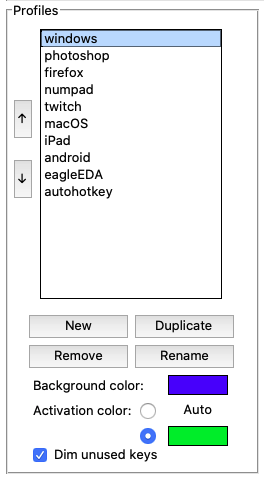 Profiles
windows
photoshop
firefox
numpad
twitch
macOS
iPad
android
eagleEDA
autohotkey
↑
↓
New Duplicate
Remove Rename
Background color:
Activation color: Auto
Dim unused keys